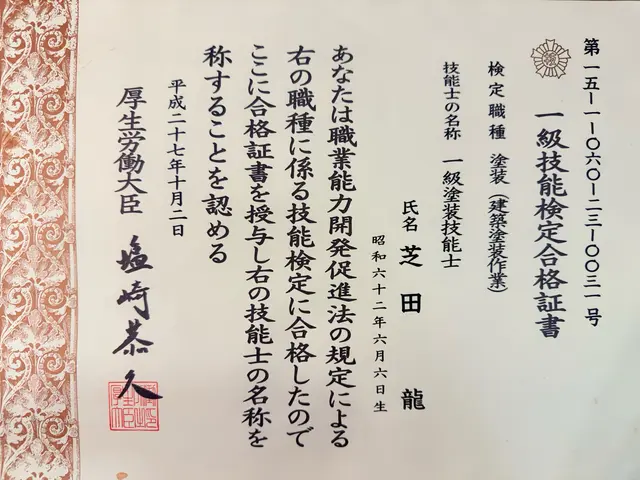 第一五-一-〇六〇-二三-〇〇三一号
一級技能検定合格証書
検定職種 塗装(建築塗装作業)
技能士の名称 一級塗装技能士
氏名 芝田 龍
昭和六十二年六月六日生
あなたは職業能力開発促進法の規定による
右の職種に係る技能検定に合格したので
ここに合格証書を授与し右の技能士の名称を
称することを認める
平成二十七年十月二日
厚生労働大臣 塩崎恭久